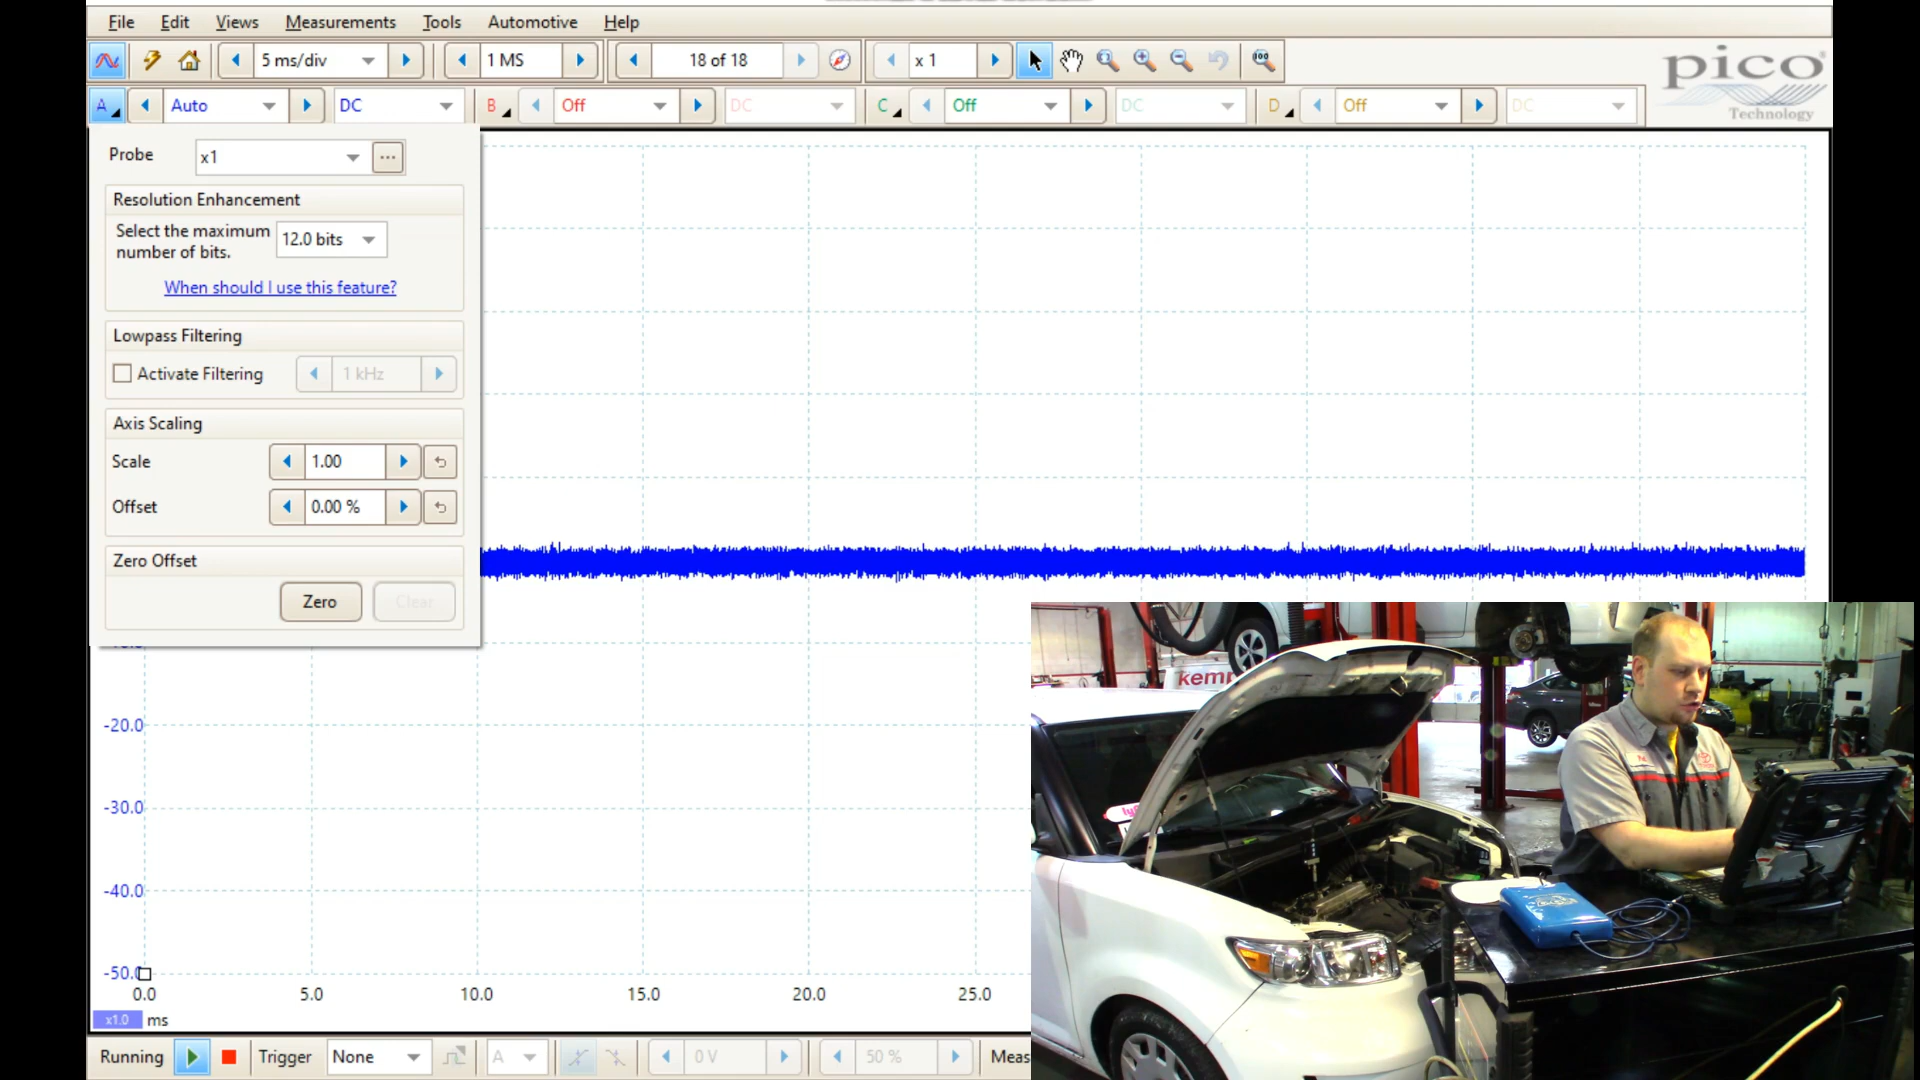 File Edit Views Measurements Tools Automotive Help
5 ms/div 1 MS 18 of 18 x 1
pico
Technology
A Auto DC B Off DC C Off DC D Off DC
Probe x1 ...
Resolution Enhancement
Select the maximum
number of bits.
12.0 bits
When should I use this feature?
Lowpass Filtering
Activate Filtering 1 kHz
Axis Scaling
Scale 1.00
Offset 0.00 %
Zero Offset
Zero Clear
-20.0
-30.0
-40.0
-50.0
0.0 5.0 10.0 15.0 20.0 25.0
x1.0 ms
Running Trigger None A 0 V 50 % Meas
kemp